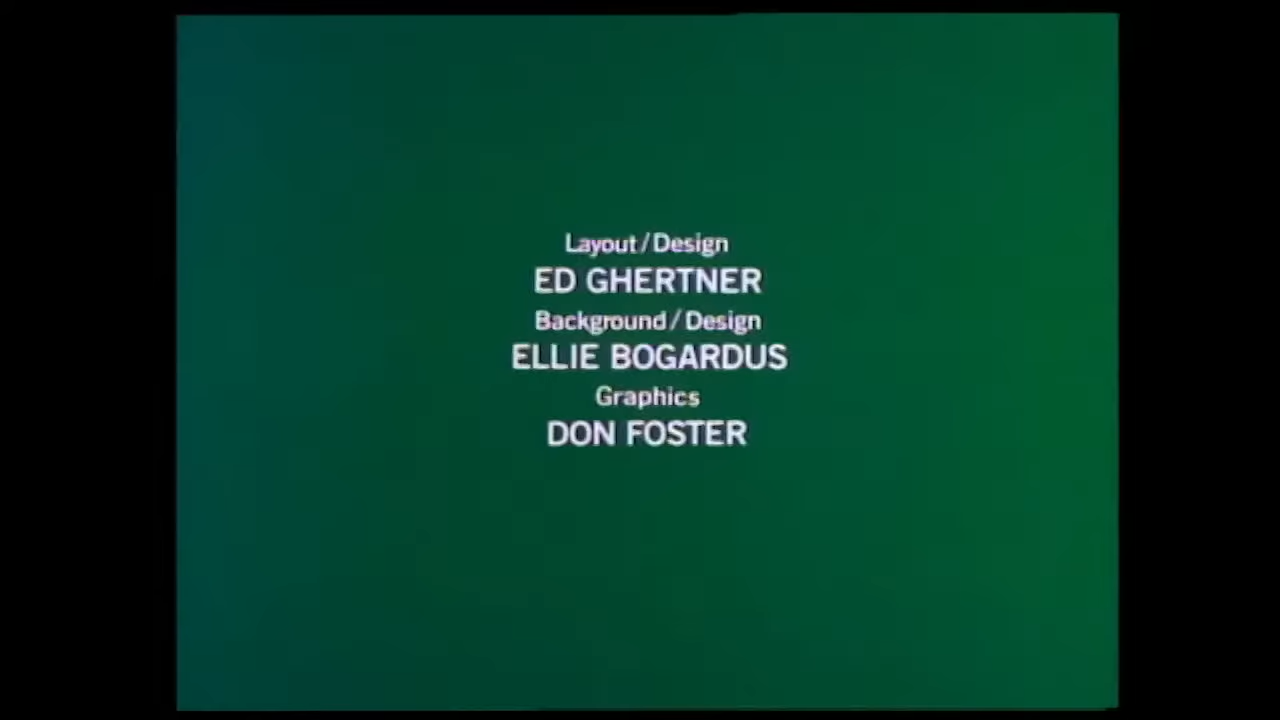 Layout/Design
ED GHERTNER
Background/Design
ELLIE BOGARDUS
Graphics
DON FOSTER